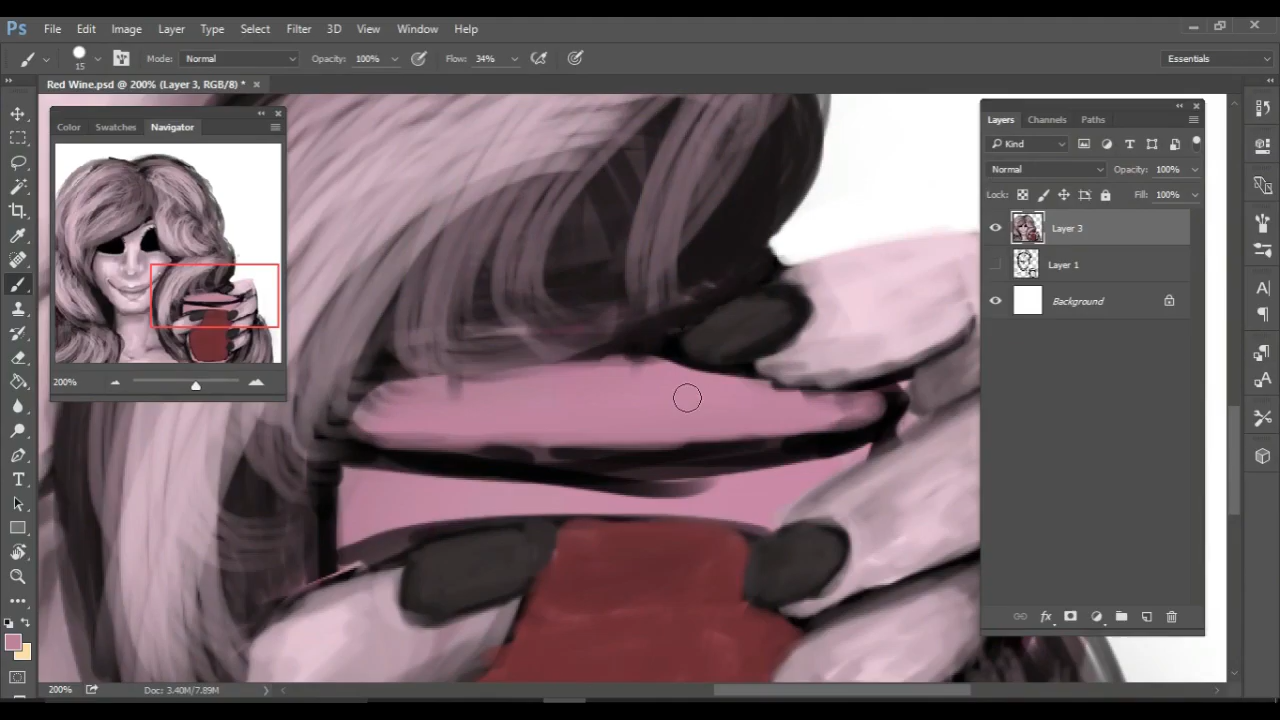 Ps File Edit Image Layer Type Select Filter 3D View Window Help
15 Mode: Normal Opacity: 100% Flow: 34% Essentials
Red Wine.psd @ 200% (Layer 3, RGB/8) *
Color Swatches Navigator
200%
Layers Channels Paths
Kind
Normal Opacity: 100%
Lock: Fill: 100%
Layer 3
Layer 1
Background
200% Doc: 3.40M/7.89M